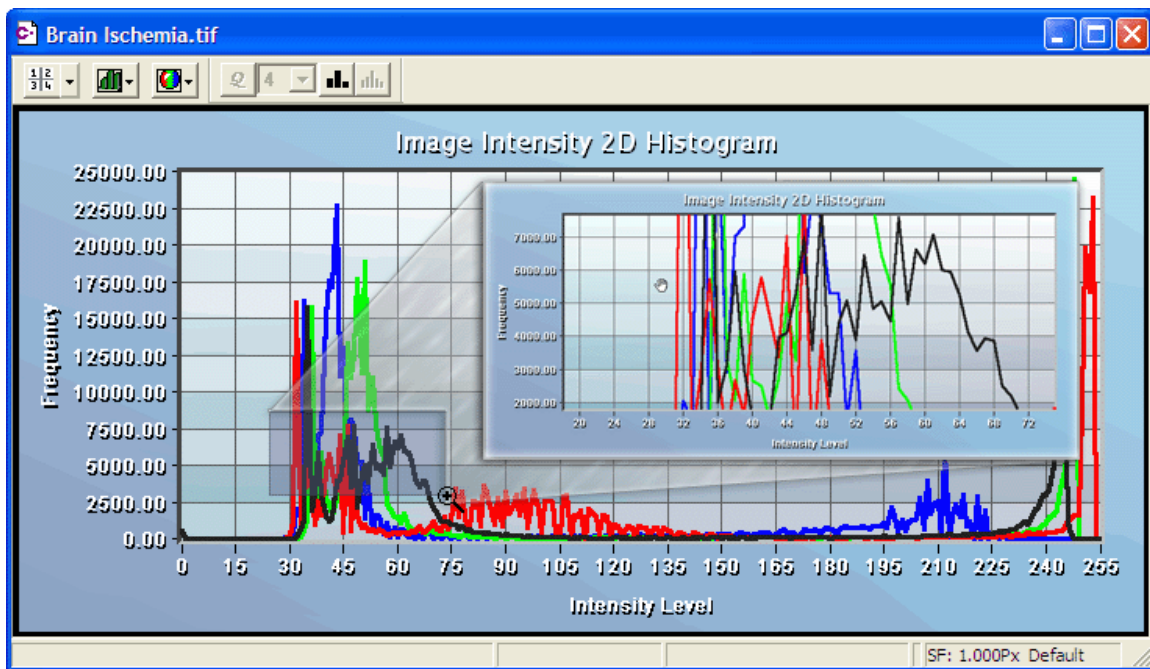 Brain Ischemia.tif
1 2
3 4
Q 4
Image Intensity 2D Histogram
25000.00
22500.00
20000.00
17500.00
15000.00
12500.00
10000.00
7500.00
5000.00
2500.00
0.00
Frequency
0 15 30 45 60 75 90 105 120 135 150 165 180 195 210 225 240 255
Intensity Level
Image Intensity 2D Histogram
7000.00
6000.00
5000.00
4000.00
3000.00
2000.00
Frequency
20 24 28 32 36 40 44 48 52 56 60 64 68 72
Intensity Level
SF: 1.000Px Default